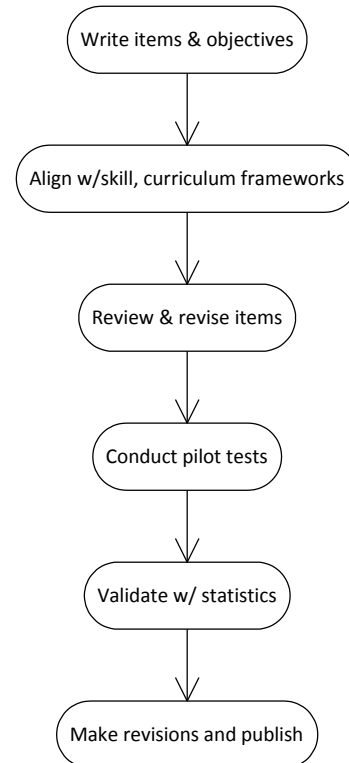 Write items & objectives
Align w/skill, curriculum frameworks
Review & revise items
Conduct pilot tests
Validate w/ statistics
Make revisions and publish